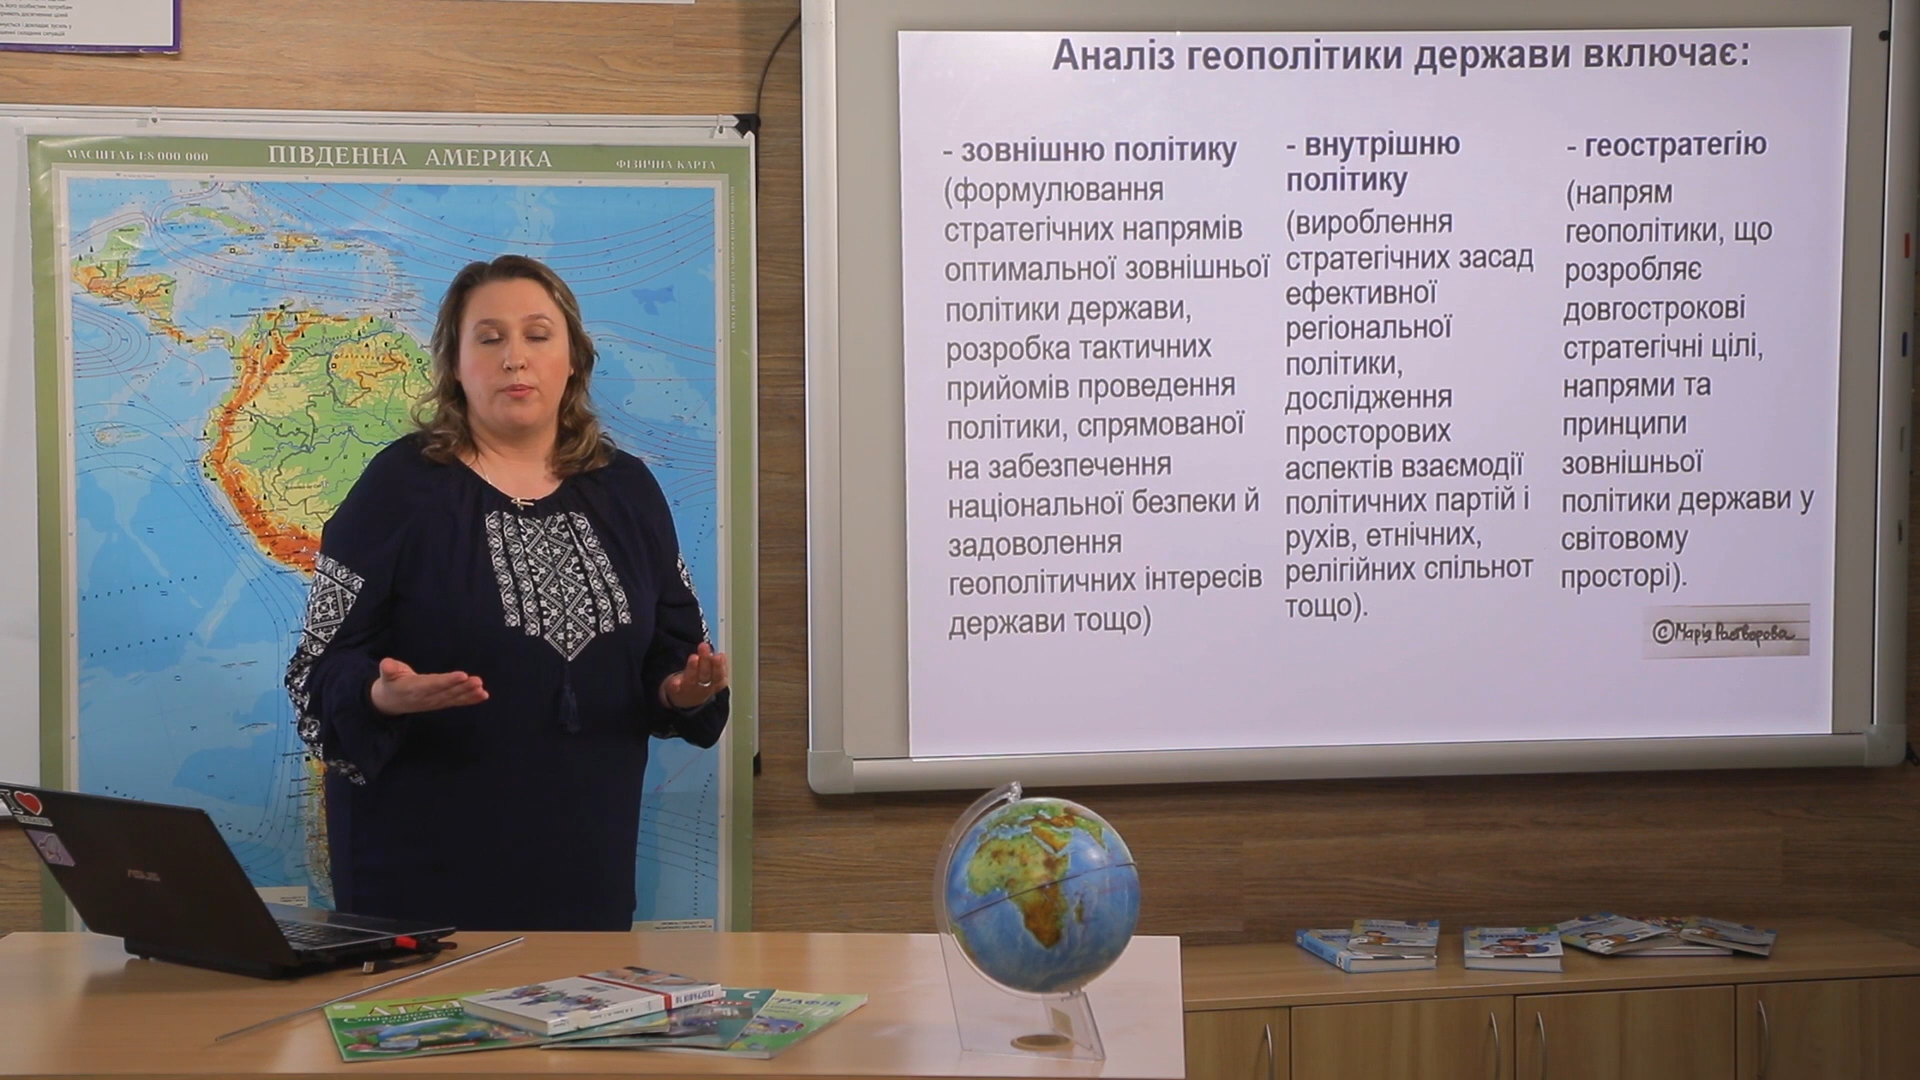 МАСШТАБ 1:8 000 000
ПІВДЕННА АМЕРИКА
ФІЗИЧНА КАРТА
Аналіз геополітики держави включає:
- зовнішню політику
(формулювання
стратегічних напрямів
оптимальної зовнішньої
політики держави,
розробка тактичних
прийомів проведення
політики, спрямованої
на забезпечення
національної безпеки й
задоволення
геополітичних інтересів
держави тощо)
- внутрішню
політику
(вироблення
стратегічних засад
ефективної
регіональної
політики,
дослідження
просторових
аспектів взаємодії
політичних партій і
рухів, етнічних,
релігійних спільнот
тощо).
- геостратегію
(напрям
геополітики, що
розробляє
довгострокові
стратегічні цілі,
напрями та
принципи
зовнішньої
політики держави у
світовому
просторі).
©Марія Растворова
ASUS